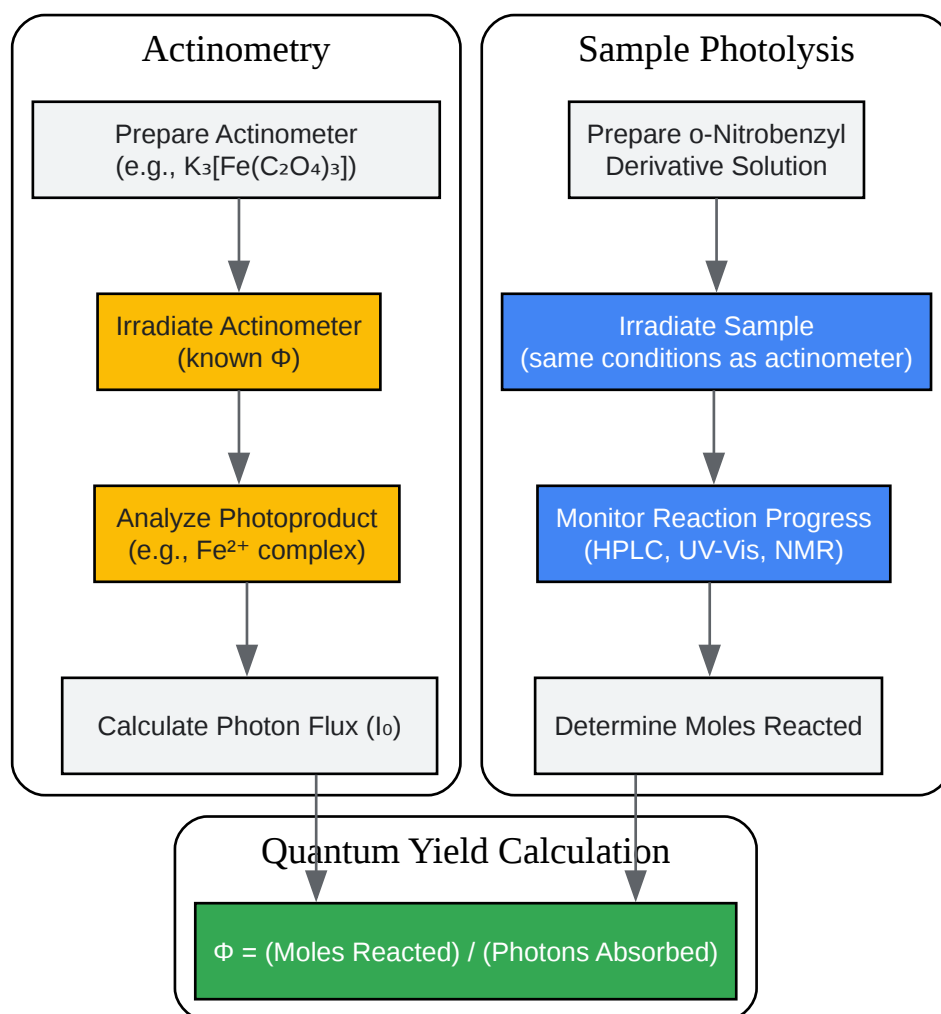 Actinometry
Prepare Actinometer
(e.g., K₃[Fe(C₂O₄)₃])
Irradiate Actinometer
(known Φ)
Analyze Photoproduct
(e.g., Fe²⁺ complex)
Calculate Photon Flux (I₀)
Sample Photolysis
Prepare o-Nitrobenzyl
Derivative Solution
Irradiate Sample
(same conditions as actinometer)
Monitor Reaction Progress
(HPLC, UV-Vis, NMR)
Determine Moles Reacted
Quantum Yield Calculation
Φ = (Moles Reacted) / (Photons Absorbed)